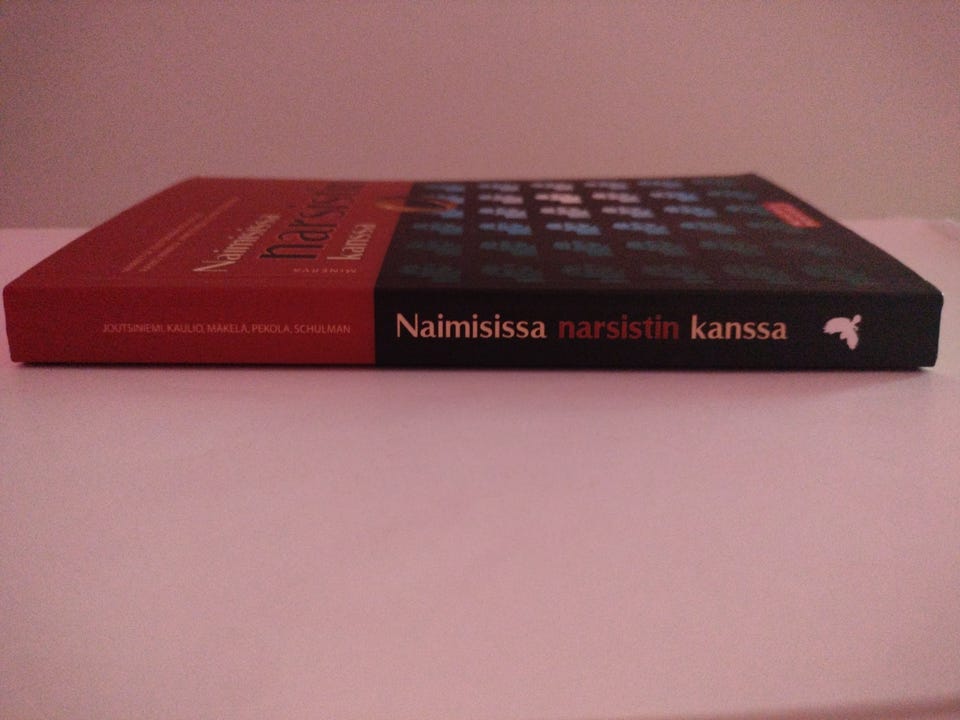 Naimisissa
narsistin
kanssa
MINERVA
JOUTSINIEMI, KAULIO, MÄKELÄ, PEKOLA, SCHULMAN
Naimisissa narsistin kanssa